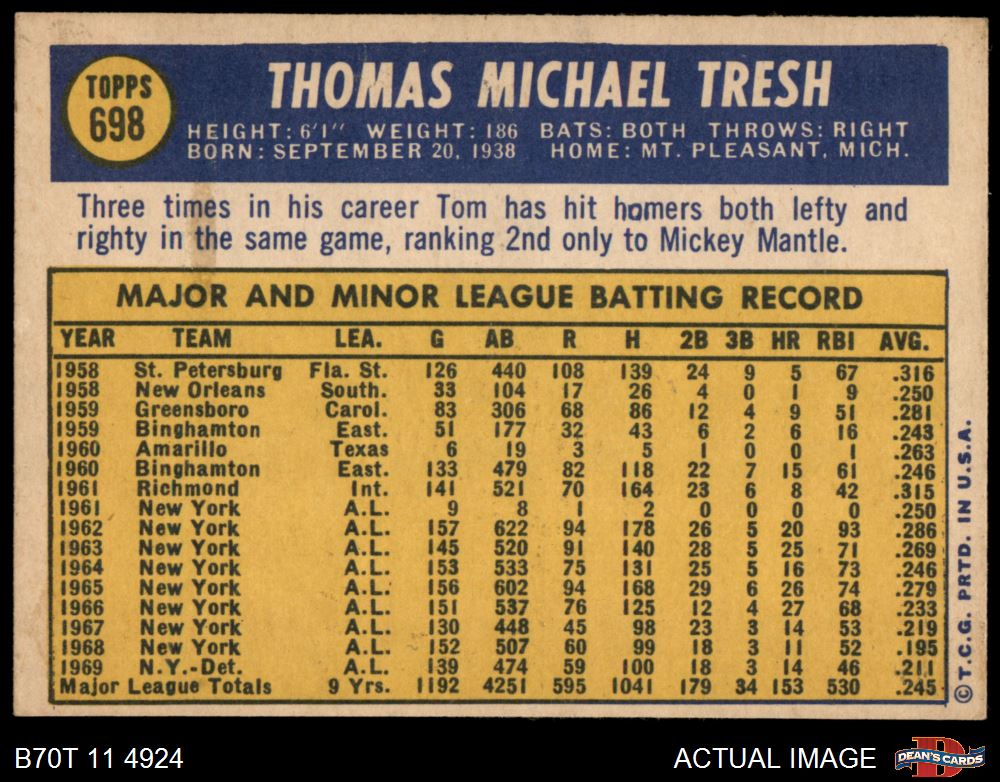 TOPPS
698
THOMAS MICHAEL TRESH
HEIGHT: 6'1" WEIGHT: 186 BATS: BOTH THROWS: RIGHT
BORN: SEPTEMBER 20, 1938 HOME: MT. PLEASANT, MICH.
Three times in his career Tom has hit homers both lefty and
righty in the same game, ranking 2nd only to Mickey Mantle.
MAJOR AND MINOR LEAGUE BATTING RECORD
YEAR TEAM LEA. G AB R H 2B 3B HR RBI AVG.
1958 St. Petersburg Fla. St. 126 440 108 139 24 9 5 67 .316
1958 New Orleans South. 33 104 17 26 4 0 1 9 .250
1959 Greensboro Carol. 83 306 68 86 12 4 9 51 .281
1959 Binghamton East. 51 177 32 43 6 2 6 16 .243
1960 Amarillo Texas 6 19 3 5 1 0 0 1 .263
1960 Binghamton East. 133 479 82 118 22 7 15 61 .246
1961 Richmond Int. 141 521 70 164 23 6 8 42 .315
1961 New York A.L. 9 8 1 2 0 0 0 0 .250
1962 New York A.L. 157 622 94 178 26 5 20 93 .286
1963 New York A.L. 145 520 91 140 28 5 25 71 .269
1964 New York A.L. 153 533 75 131 25 5 16 73 .246
1965 New York A.L. 156 602 94 168 29 6 26 74 .279
1966 New York A.L. 151 537 76 125 12 4 27 68 .233
1967 New York A.L. 130 448 45 98 23 3 14 53 .219
1968 New York A.L. 152 507 60 99 18 3 11 52 .195
1969 N.Y.-Det. A.L. 139 474 59 100 18 3 14 46 .211
Major League Totals 9 Yrs. 1192 4251 595 1041 179 34 153 530 .245
© T.C.G. PRTD. IN U.S.A.
B70T 11 4924
ACTUAL IMAGE
D
DEAN'S CARDS